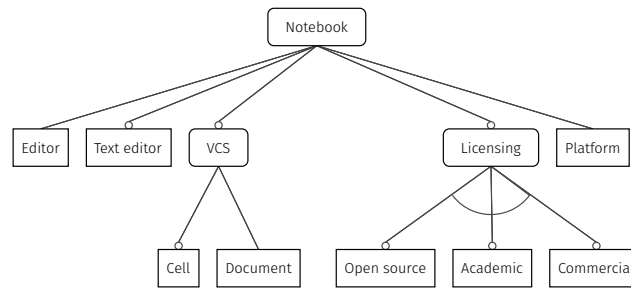 Notebook
Editor
Text editor
VCS
Licensing
Platform
Cell
Document
Open source
Academic
Commercia